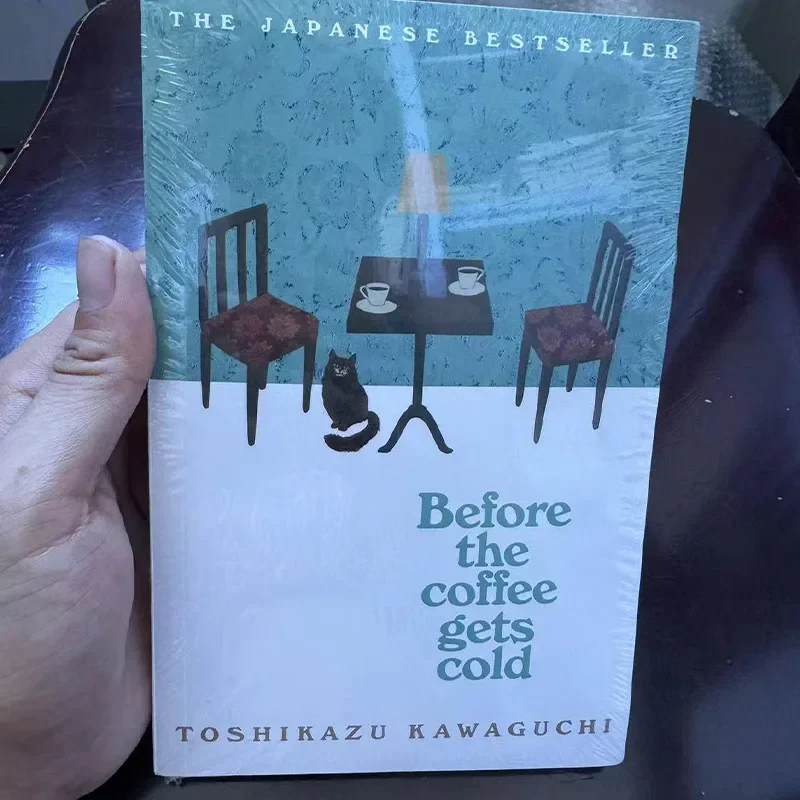 THE JAPANESE BESTSELLER
Before
the
coffee
gets
cold
TOSHIKAZU KAWAGUCHI